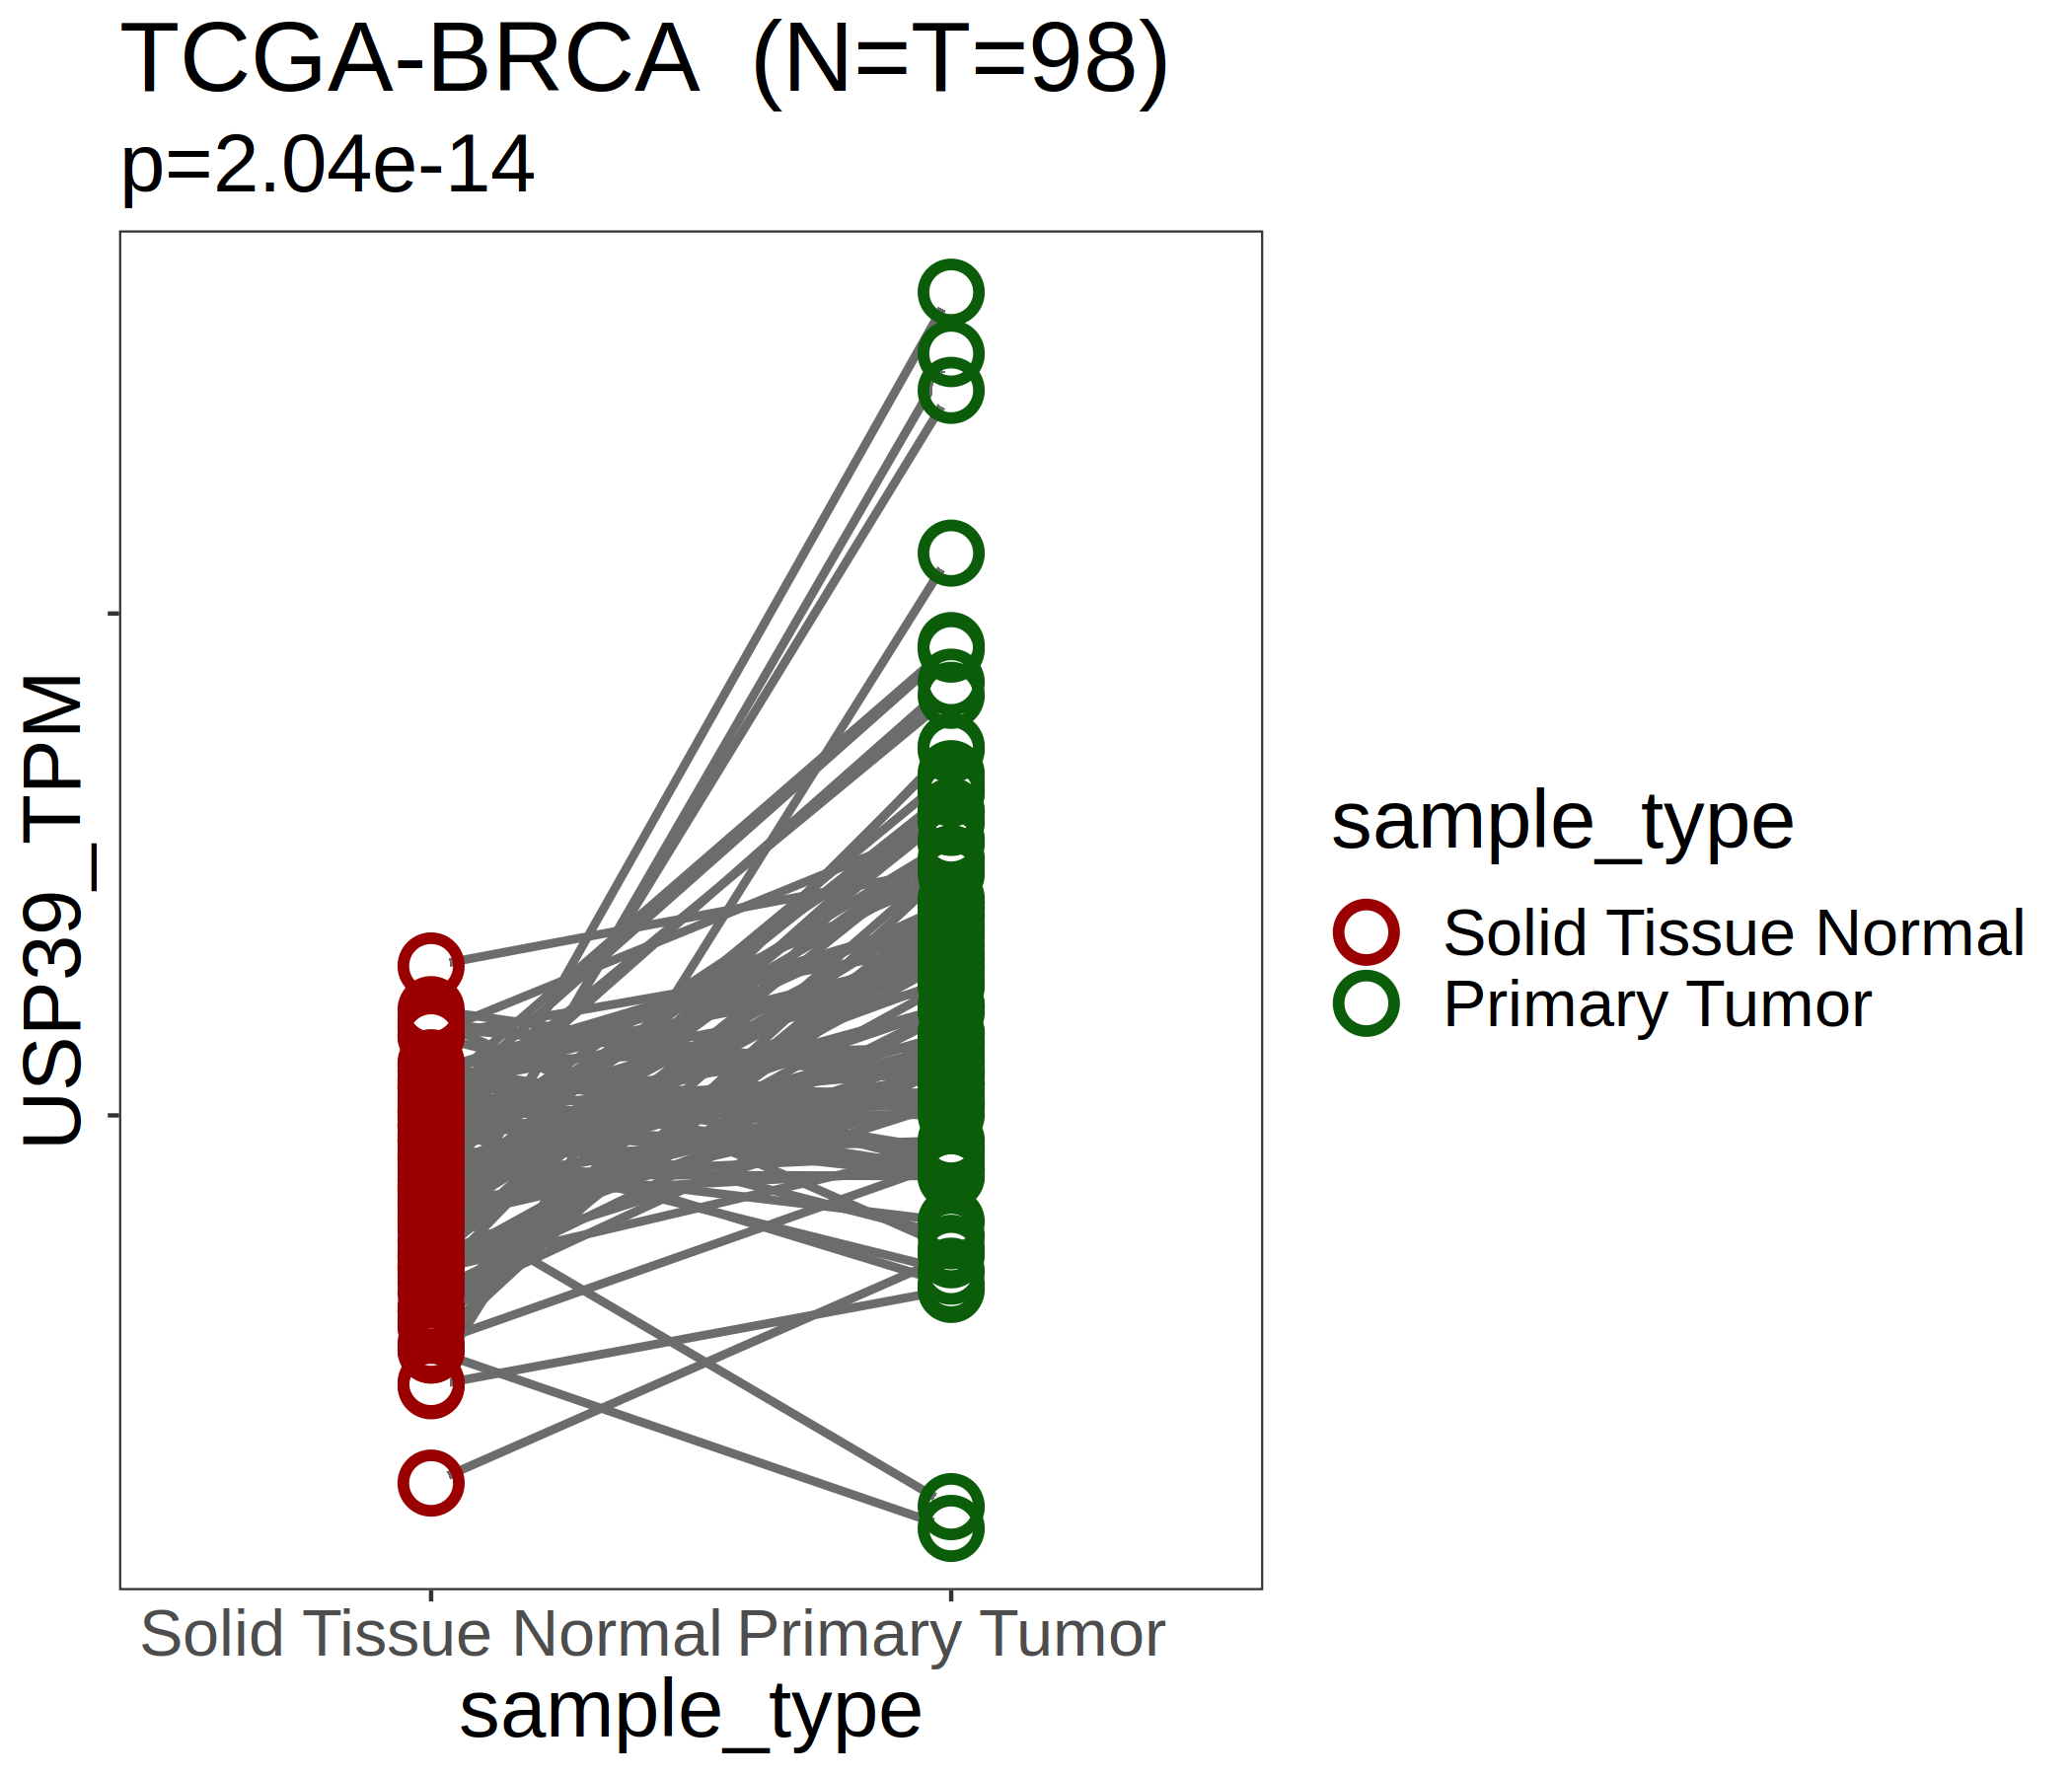 TCGA-BRCA (N=T=98)
p=2.04e-14
USP39_TPM
Solid Tissue Normal
Primary Tumor
sample_type
sample_type
Solid Tissue Normal
Primary Tumor